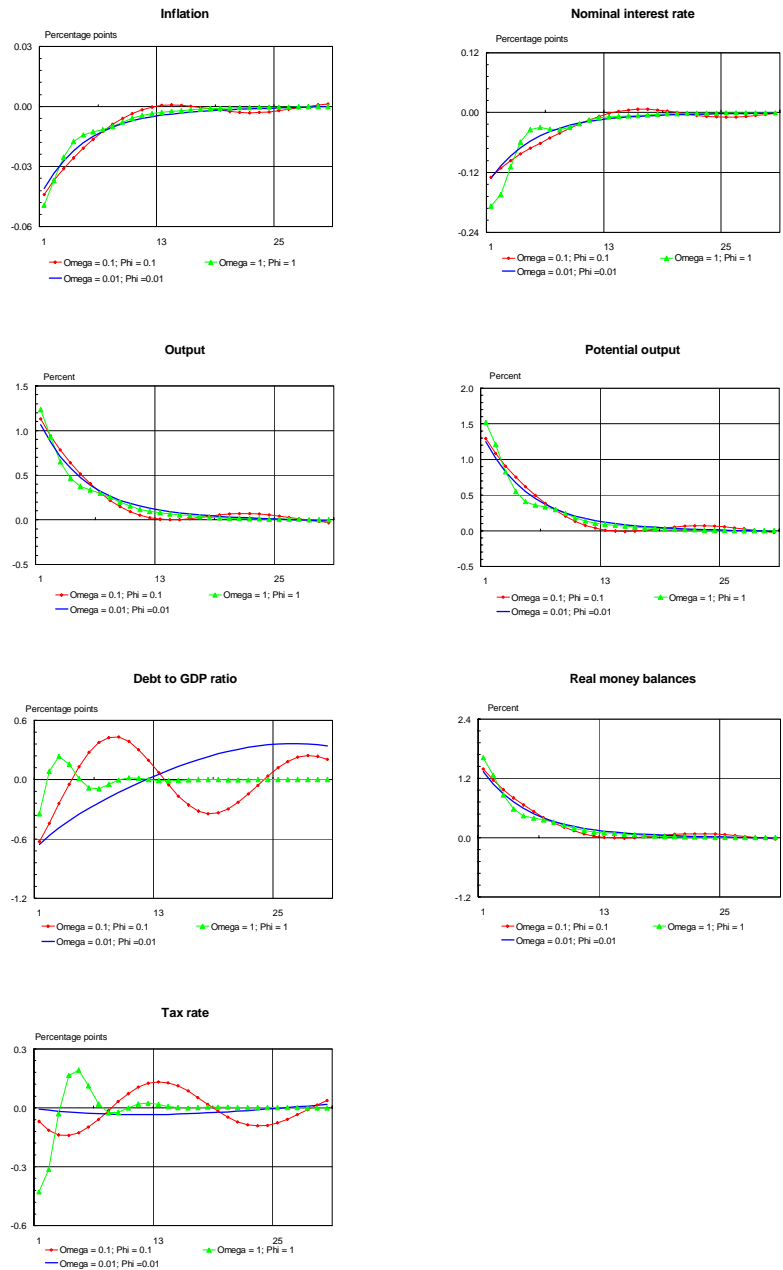 Inflation
Percentage points
0.03
0.00
-0.03
-0.06
1 13 25
Omega = 0.1; Phi = 0.1 Omega = 1; Phi = 1
Omega = 0.01; Phi =0.01
Nominal interest rate
Percentage points
0.12
0.00
-0.12
-0.24
1 13 25
Omega = 0.1; Phi = 0.1 Omega = 1; Phi = 1
Omega = 0.01; Phi =0.01
Output
Percent
1.5
1.0
0.5
0.0
-0.5
1 13 25
Omega = 0.1; Phi = 0.1 Omega = 1; Phi = 1
Omega = 0.01; Phi =0.01
Potential output
Percent
2.0
1.5
1.0
0.5
0.0
-0.5
1 13 25
Omega = 0.1; Phi = 0.1 Omega = 1; Phi = 1
Omega = 0.01; Phi =0.01
Debt to GDP ratio
Percentage points
0.6
0.0
-0.6
-1.2
1 13 25
Omega = 0.1; Phi = 0.1 Omega = 1; Phi = 1
Omega = 0.01; Phi =0.01
Real money balances
Percent
2.4
1.2
0.0
-1.2
1 13 25
Omega = 0.1; Phi = 0.1 Omega = 1; Phi = 1
Omega = 0.01; Phi =0.01
Tax rate
Percentage points
0.3
0.0
-0.3
-0.6
1 13 25
Omega = 0.1; Phi = 0.1 Omega = 1; Phi = 1
Omega = 0.01; Phi =0.01